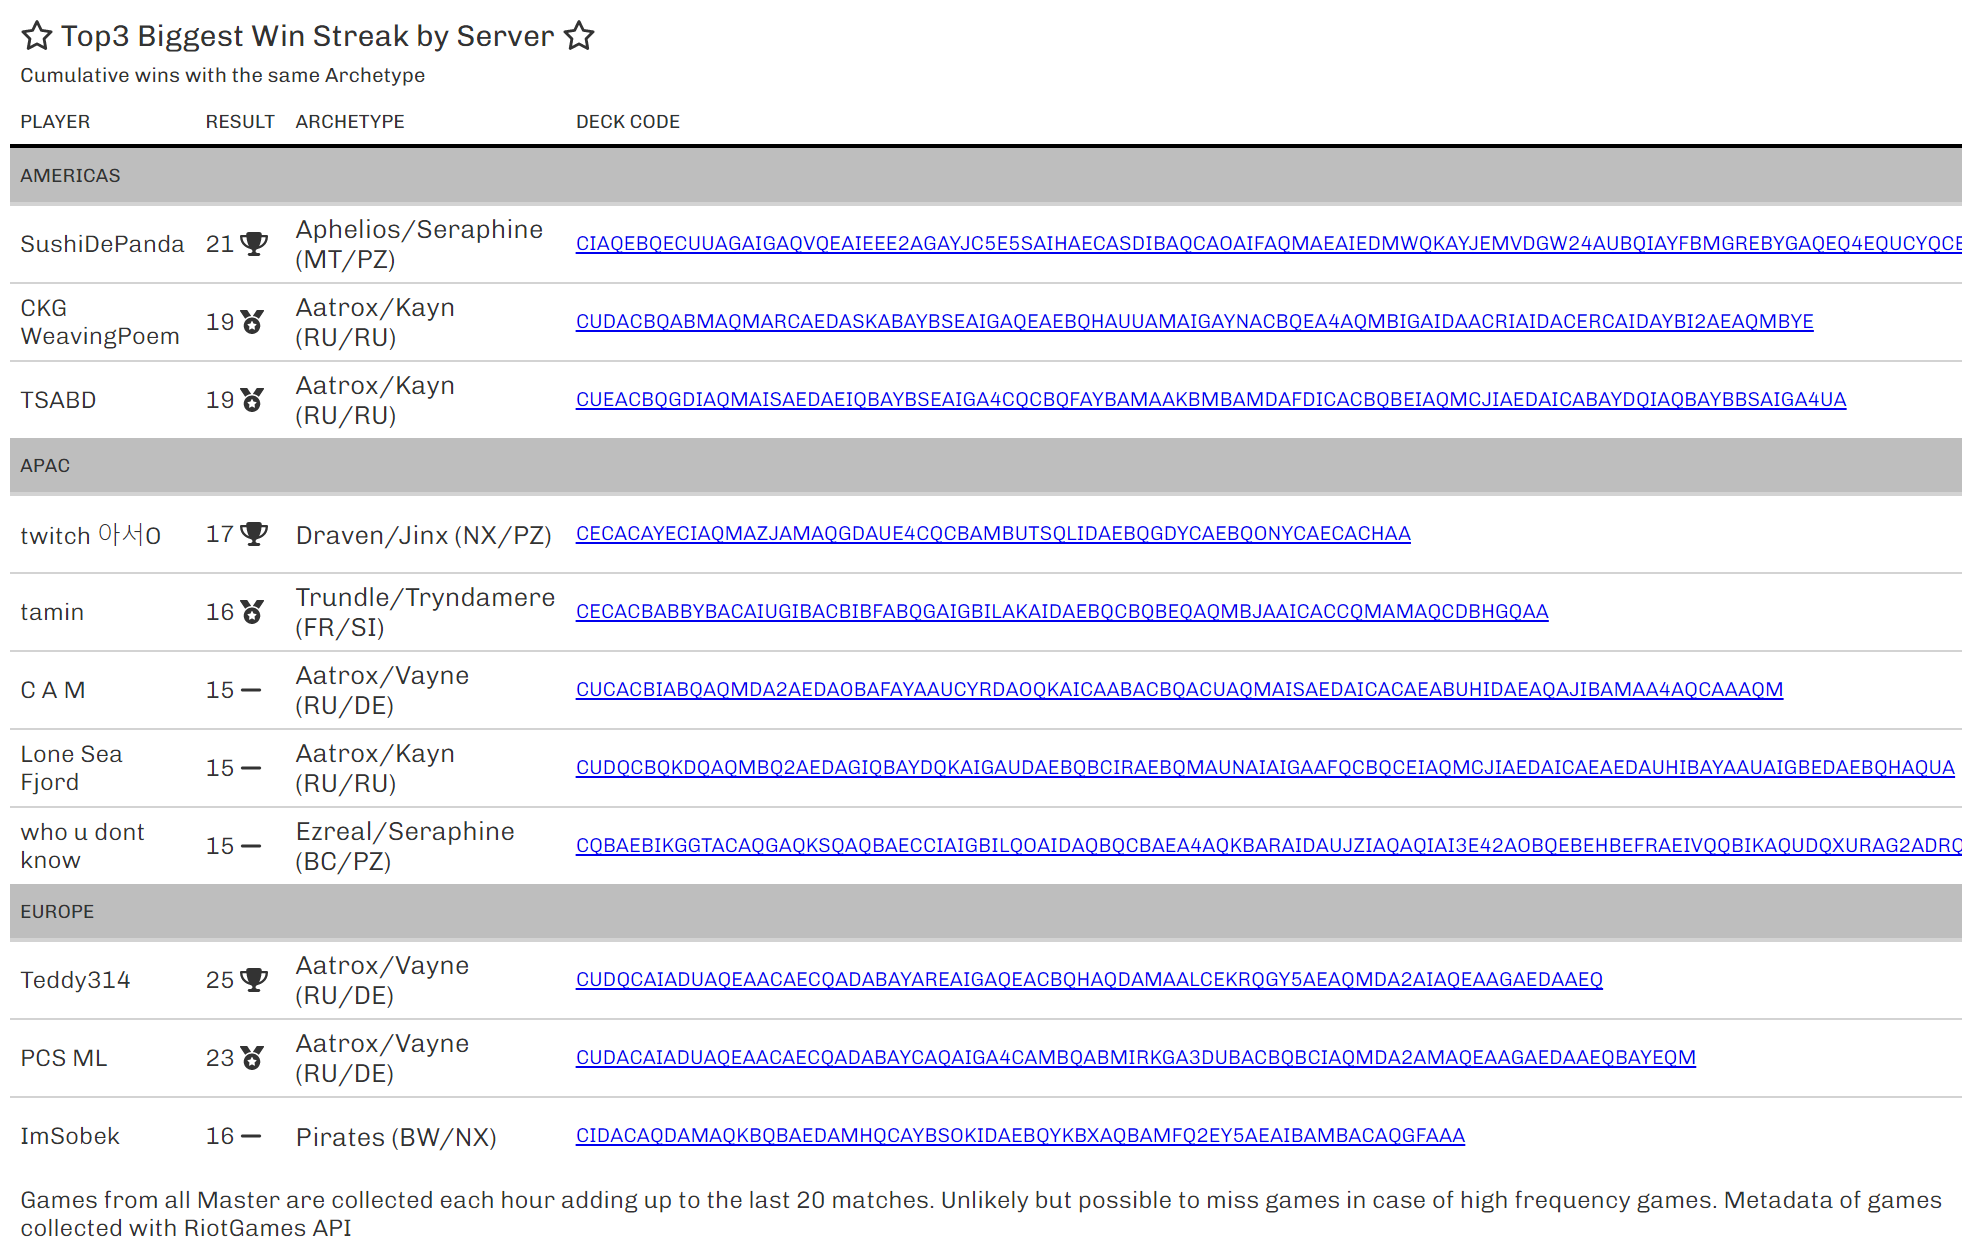 Top3 Biggest Win Streak by Server
Cumulative wins with the same Archetype
PLAYER RESULT ARCHETYPE DECK CODE
AMERICAS
SushiDePanda 21 Aphelios/Seraphine (MT/PZ) CIAQEBQECUUAGAIGAQVQEAIEEE2AGAYJC5E5SAIHAECASDIBAQCAOAIFAQMAEAIEDMWQKAYJEMVDGW24AUBQIAYFBMGREBYGAQEQ4EQUCYQCE
CKG WeavingPoem 19 Aatrox/Kayn (RU/RU) CUDACBQABMAQMARCAEDASKABAYBSEAIGAQEAEBQHAUUAMAIGAYNACBQEA4AQMBIGAIDAACRIAIDACERCAIDAYBI2AEAQMBYE
TSABD 19 Aatrox/Kayn (RU/RU) CUEACBQGDIAQMAISAEDAEIQBAYBSEAIGA4CQCBQFAYBAMAAKBMBAMDAFDICACBQBEIAQMCJIAEDAICABAYDQIAQBAYBBSAIGA4UA
APAC
twitch 아서O 17 Draven/Jinx (NX/PZ) CECACAYECIAQMAZJAMAQGDAUE4CQCBAMBUTSQLIDAEBQGDYCAEBQONYCAECACHAA
tamin 16 Trundle/Tryndamere (FR/SI) CECACBABBYBACAIUGIBACBIBFABQGAIGBILAKAIDAEBQCBQBEQAQMBJAAICACCQMAMAQCDBHGQAA
C A M 15 Aatrox/Vayne (RU/DE) CUCACBIABQAQMDA2AEDAOBAFAYAAUCYRDAOQKAICAABACBQACUAQMAISAEDAICACAEABUHIDAEAQAJIBAMAA4AQCAAAQM
Lone Sea Fjord 15 Aatrox/Kayn (RU/RU) CUDQCBQKDQAQMBQ2AEDAGIQBAYDQKAIGAUDAEBQBCIRAEBQMAUNAIAIGAAFQCBQCEIAQMCJIAEDAICAEAEDAUHIBAYAAUAIGBEDAEBQHAQUA
who u dont know 15 Ezreal/Seraphine (BC/PZ) CQBAEBIKGGTACAQGAQKSQAQBAECCIAIGBILQOAIDAQBQCBAEA4AQKBARAIDAUJZIAQAQIAI3E42AOBQEBEHBEFRAEIVQQBIKAQUDQXURAG2ADRQ
EUROPE
Teddy314 25 Aatrox/Vayne (RU/DE) CUDQCAIADUAQEAACAECQADABAYAREAIGAQEACBQHAQDAMAALCEKRQGY5AEAQMDA2AIAQEAAGAEDAAEQ
PCS ML 23 Aatrox/Vayne (RU/DE) CUDACAIADUAQEAACAECQADABAYCAQAIGA4CAMBQABMIRKGA3DUBACBQBCIAQMDA2AMAQEAAGAEDAAEQBAYEQM
ImSobek 16 Pirates (BW/NX) CIDACAQDAMAQKBQBAEDAMHQCAYBSOKIDAEBQYKBXAQBAMFQ2EY5AEAIBAMBACAQGFAAA
Games from all Master are collected each hour adding up to the last 20 matches. Unlikely but possible to miss games in case of high frequency games. Metadata of games
collected with RiotGames API